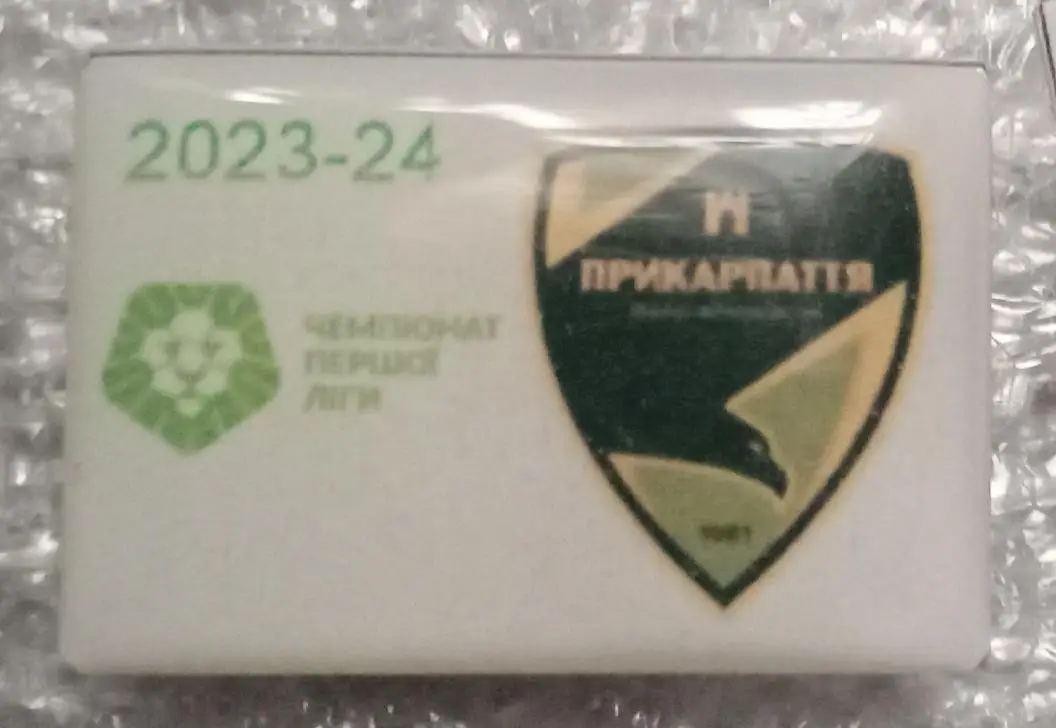 2023-24
ЧЕМПІОНАТ
ПЕРШОЇ
ЛІГИ
ПРИКАРПАТТЯ
1981